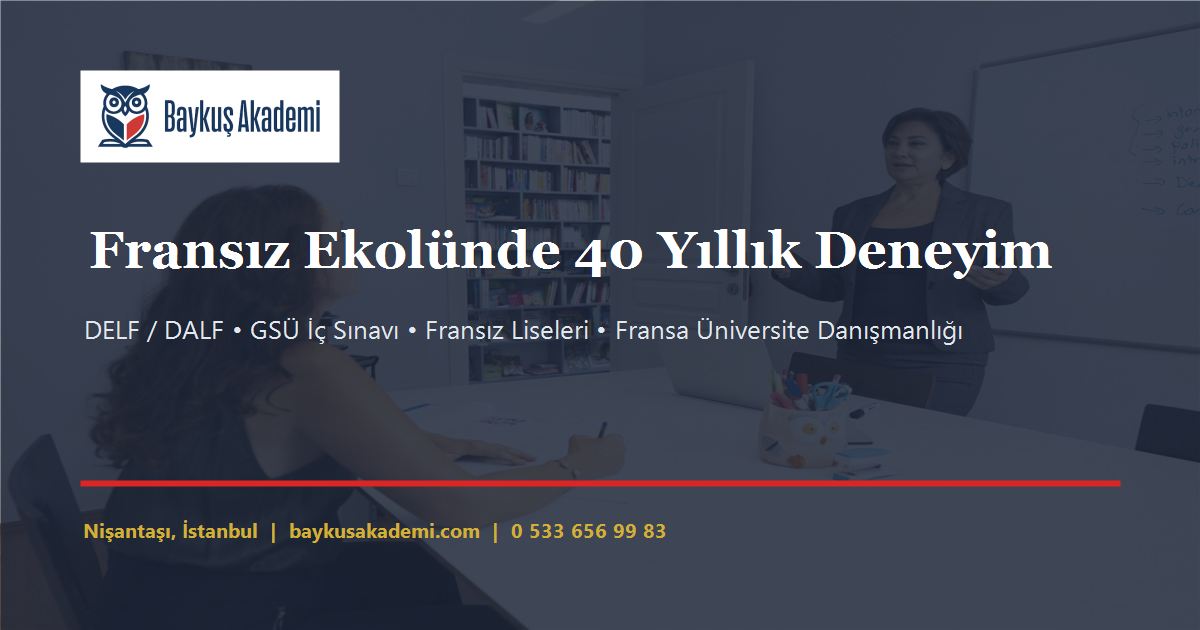 Baykuş Akademi
Fransız Ekolünde 40 Yıllık Deneyim
DELF / DALF • GSÜ İç Sınavı • Fransız Liseleri • Fransa Üniversite Danışmanlığı
Nişantaşı, İstanbul | baykusakademi.com | 0 533 656 99 83